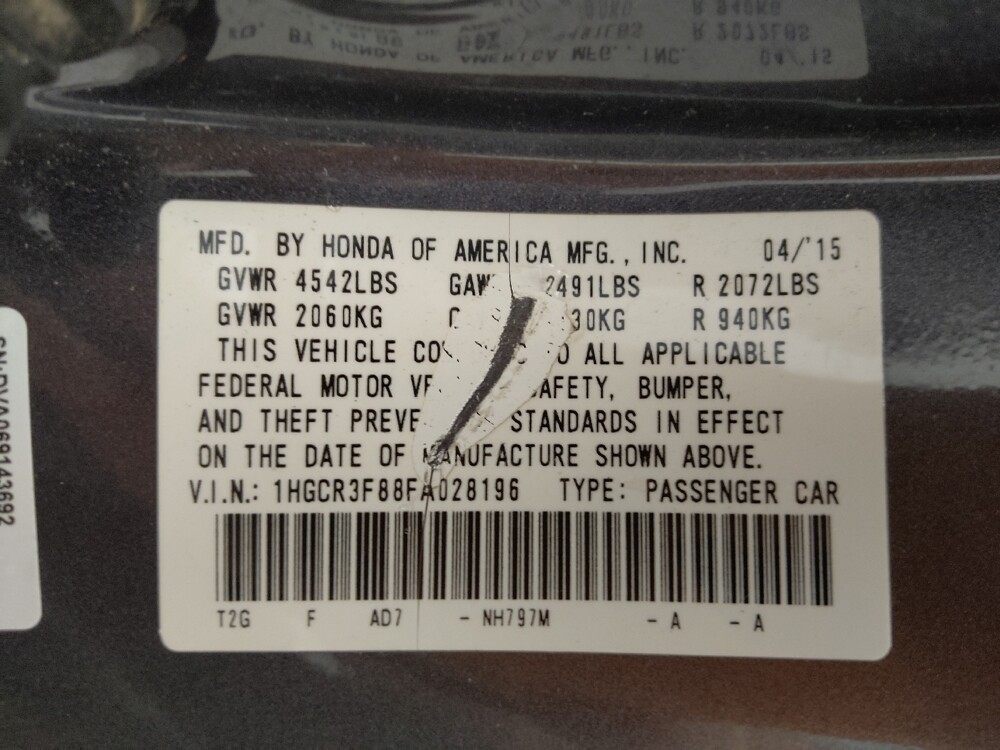 MFD. BY HONDA OF AMERICA MFG., INC. 04/'15
GVWR 4542LBS 2491LBS R 2072LBS
GVWR 2060KG R 940KG
THIS VEHICLE ALL APPLICABLE
FEDERAL MOTOR BUMPER,
AND THEFT STANDARDS IN EFFECT
ON THE DATE OF MANUFACTURE SHOWN ABOVE.
V.I.N.: 1HGCR3F88FA028196 TYPE: PASSENGER CAR
T2G F AD7 - NH797M - A - A